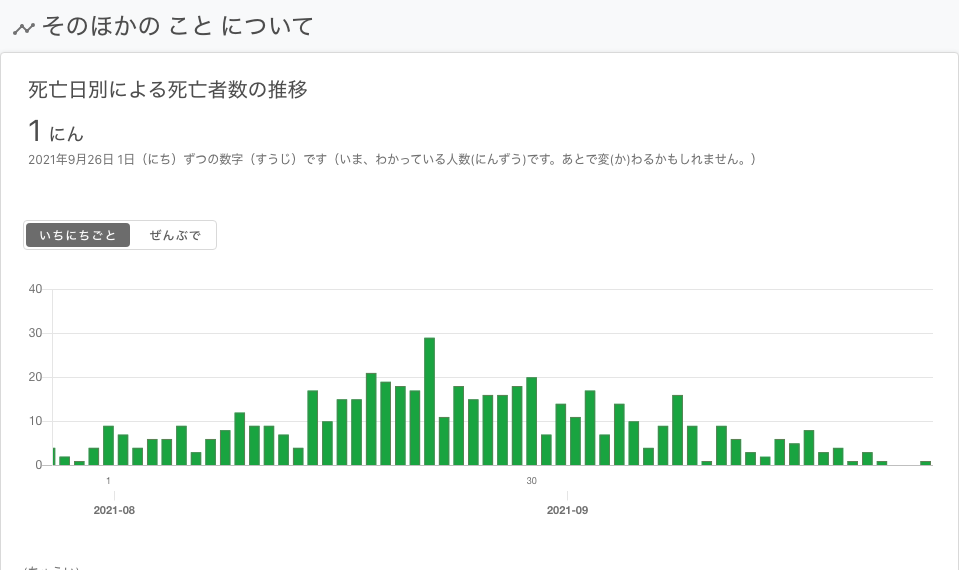 そのほかの こと について
死亡日別による死亡者数の推移
1 にん
2021年9月26日 1日（にち）ずつの数字（すうじ）です（いま、わかっている人数(にんずう)です。あとで変(か)わるかもしれません。）
いちにちごと ぜんぶで
40
30
20
10
0
1 30
2021-08 2021-09